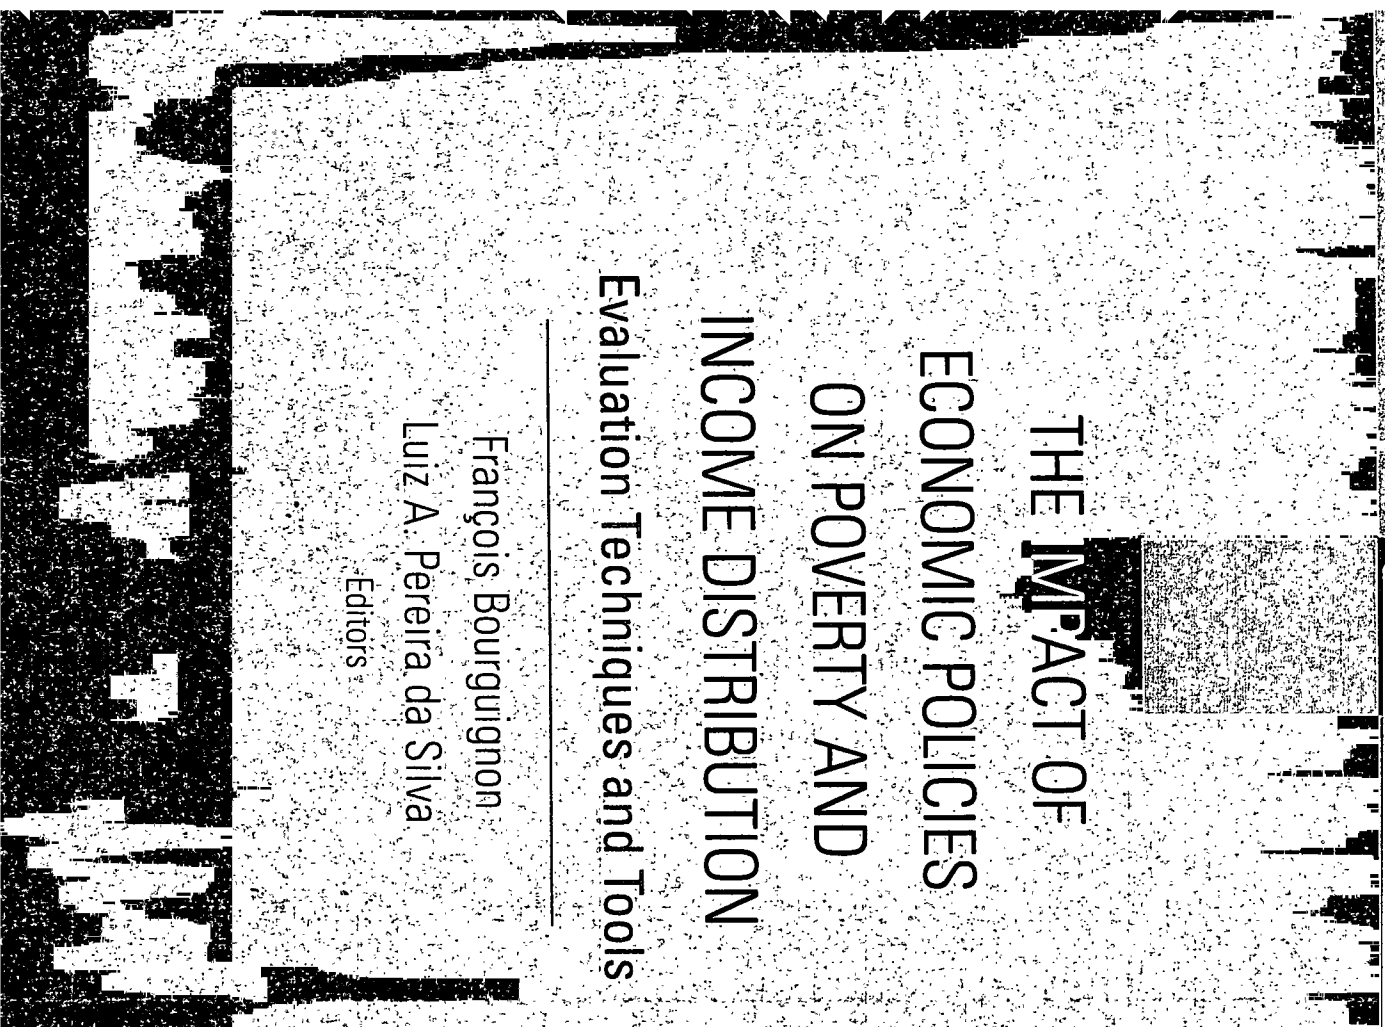 THE IMPACT OF
ECONOMIC POLICIES
ON POVERTY AND
INCOME DISTRIBUTION
Evaluation Techniques and Tools
François Bourguignon
Luiz A. Pereira da Silva
Editors